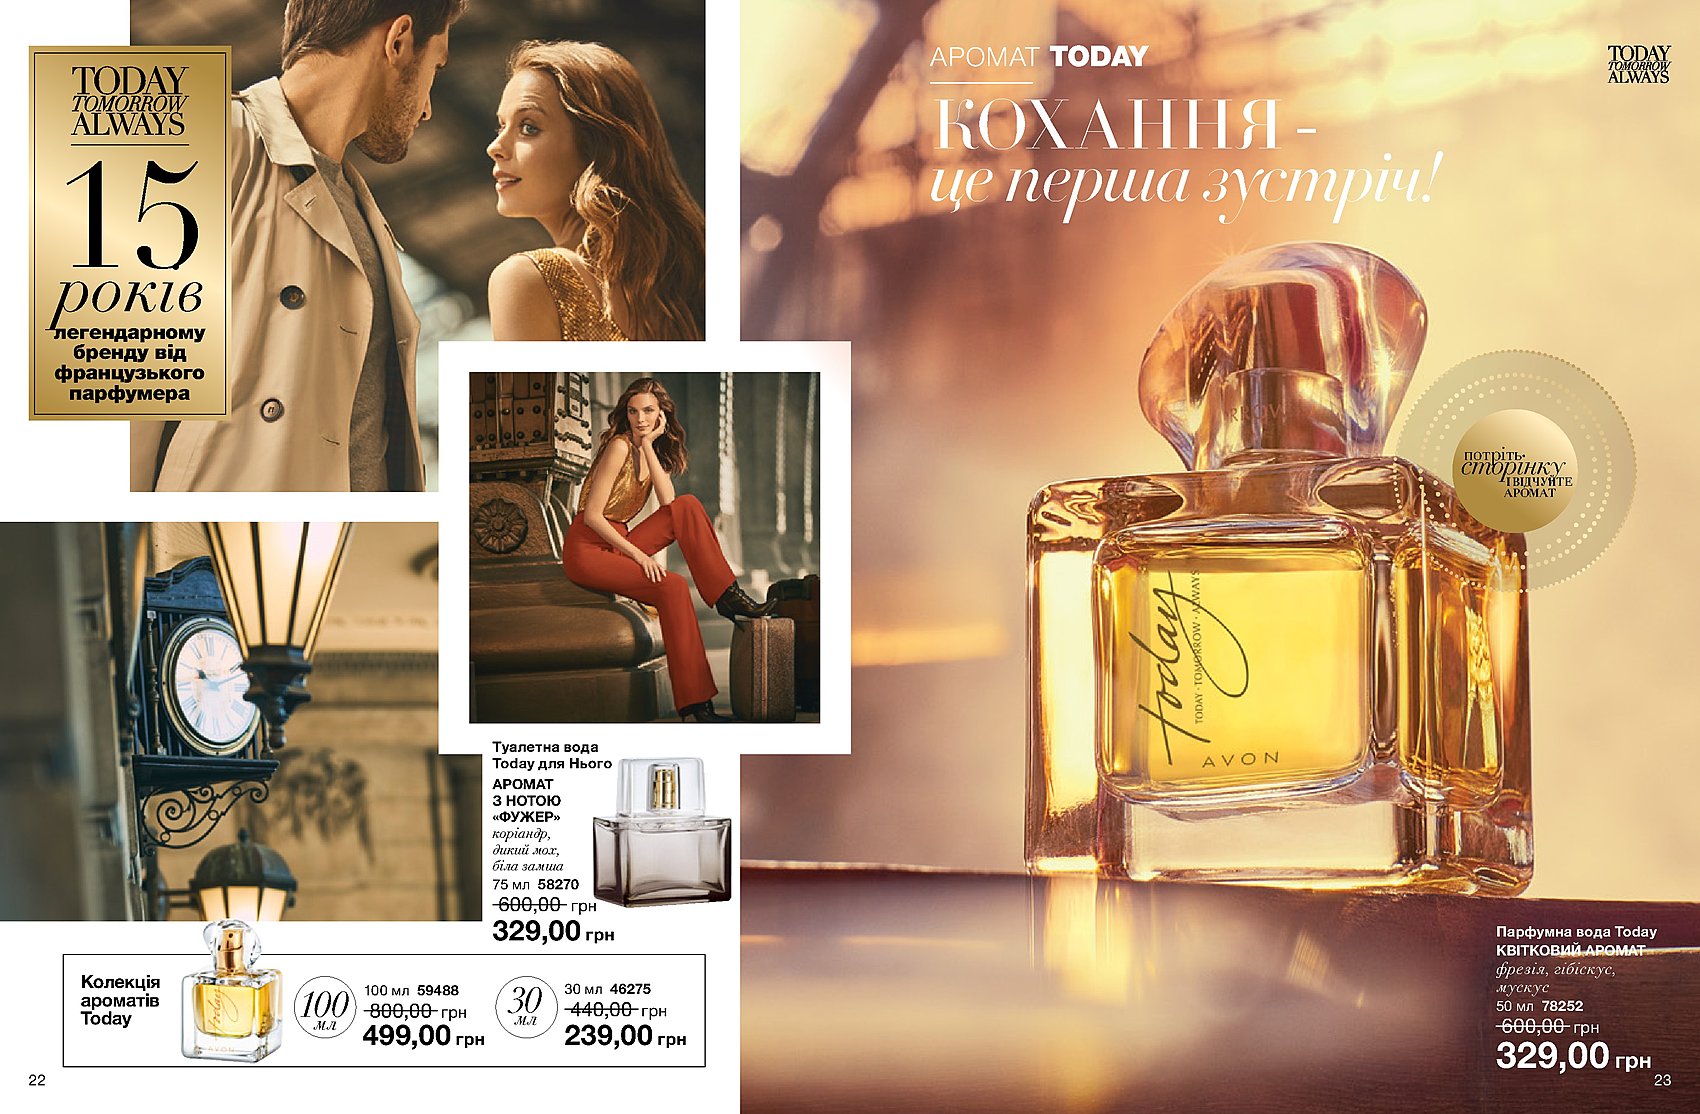 TODAY
TOMORROW
ALWAYS
15
років
легендарному
бренду від
французького
парфумера
Туалетна вода
Today для Нього
АРОМАТ
З НОТОЮ
«ФУЖЕР»
коріандр,
дикий мох,
біла замша
75 мл 58270
600,00 грн
329,00 грн
Колекція
ароматів
Today
AVON
100
МЛ
100 мл 59488
800,00 грн
499,00 грн
30
МЛ
30 мл 46275
440,00 грн
239,00 грн
22
АРОМАТ TODAY
КОХАННЯ -
це перша зустріч!
TODAY
TOMORROW
ALWAYS
потріть
сторінку
І ВІДЧУЙТЕ
АРОМАТ
today
TODAY · TOMORROW · ALWAYS
AVON
Парфумна вода Today
КВІТКОВИЙ АРОМАТ
фрезія, гібіскус,
мускус
50 мл 78252
600,00 грн
329,00 грн
23